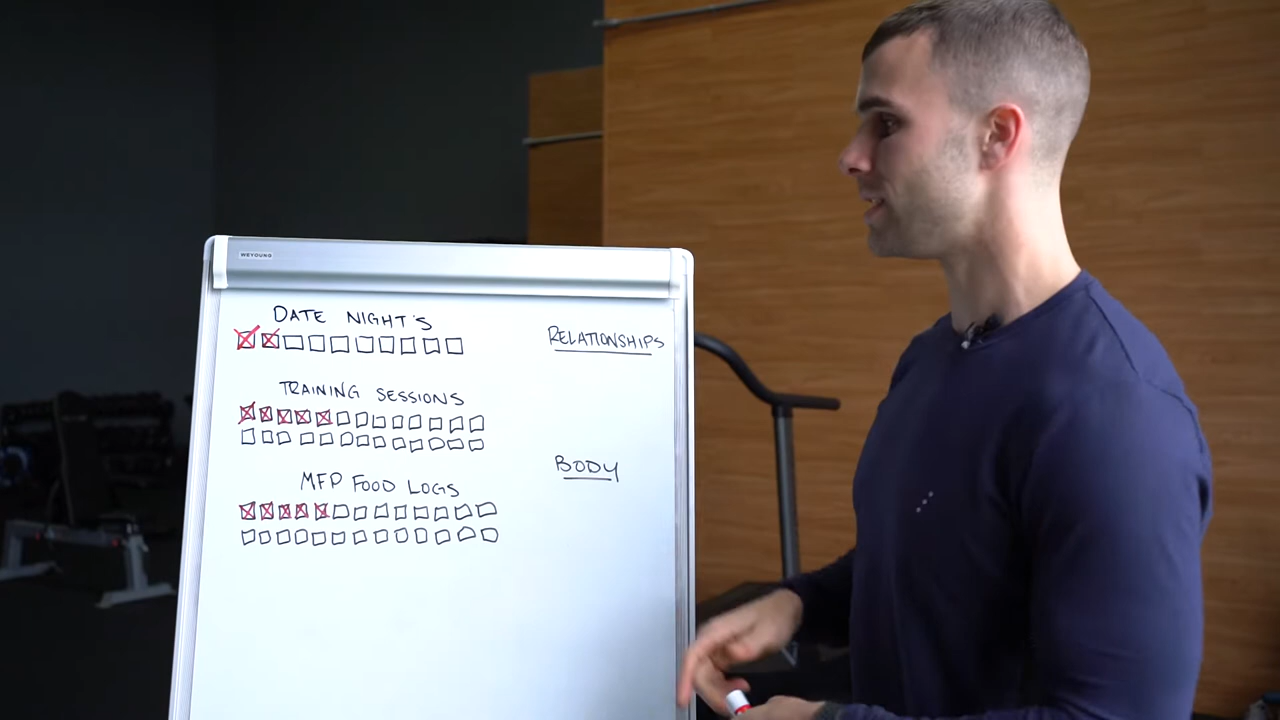 WEYOUNG
DATE NIGHT'S
RELATIONSHIPS
TRAINING SESSIONS
BODY
MFP FOOD LOGS